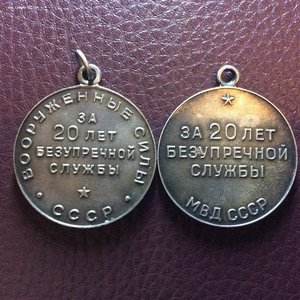 ВООРУЖЕННЫЕ СИЛЫ
ЗА
20 ЛЕТ
БЕЗУПРЕЧНОЙ
СЛУЖБЫ
СССР
ЗА 20 ЛЕТ
БЕЗУПРЕЧНОЙ
СЛУЖБЫ
МВД СССР